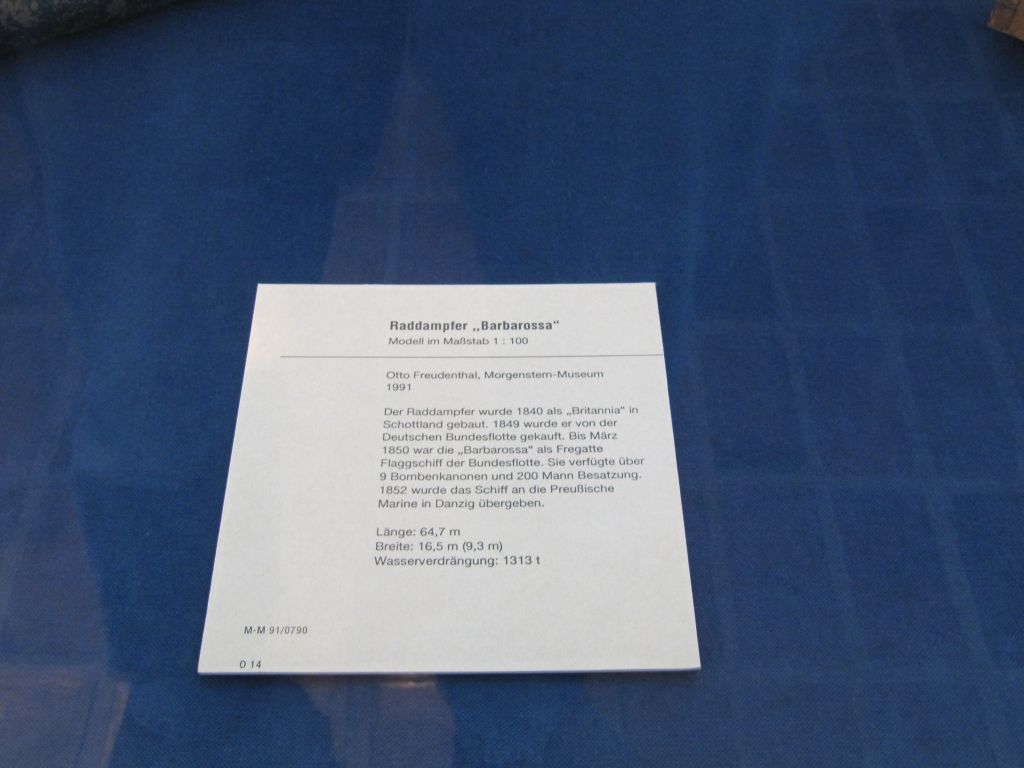 Raddampfer „Barbarossa“
Modell im Maßstab 1 : 100
Otto Freudenthal, Morgenstern-Museum
1991
Der Raddampfer wurde 1840 als „Britannia“ in
Schottland gebaut. 1849 wurde er von der
Deutschen Bundesflotte gekauft. Bis März
1850 war die „Barbarossa“ als Fregatte
Flaggschiff der Bundesflotte. Sie verfügte über
9 Bombenkanonen und 200 Mann Besatzung.
1852 wurde das Schiff an die Preußische
Marine in Danzig übergeben.
Länge: 64,7 m
Breite: 16,5 m (9,3 m)
Wasserverdrängung: 1313 t
M-M 91/0790
O 14